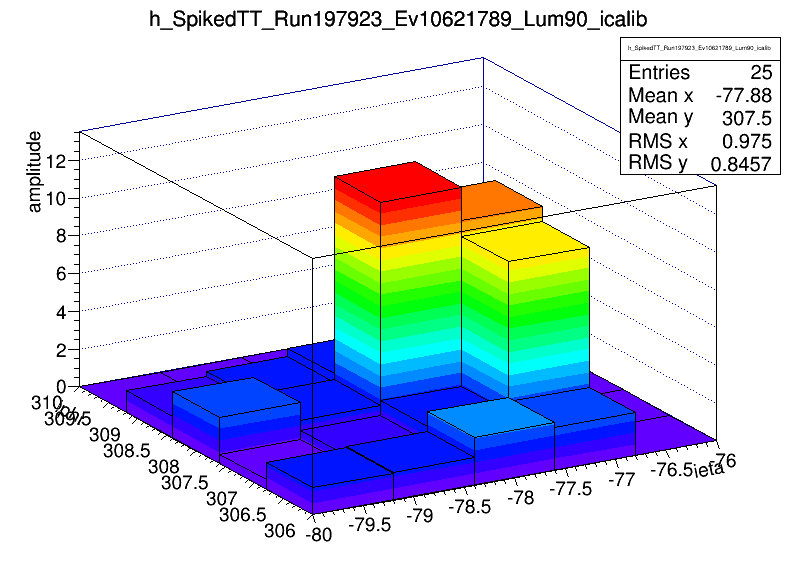 h_SpikedTT_Run197923_Ev10621789_Lum90_icalib
h_SpikedTT_Run197923_Ev10621789_Lum90_icalib
Entries 25
Mean x -77.88
Mean y 307.5
RMS x 0.975
RMS y 0.8457
amplitude
12
10
8
6
4
2
0
310
309.5
309
308.5
308
307.5
307
306.5
306
-80
-79.5
-79
-78.5
-78
-77.5
-77
-76.5
-76
ieta